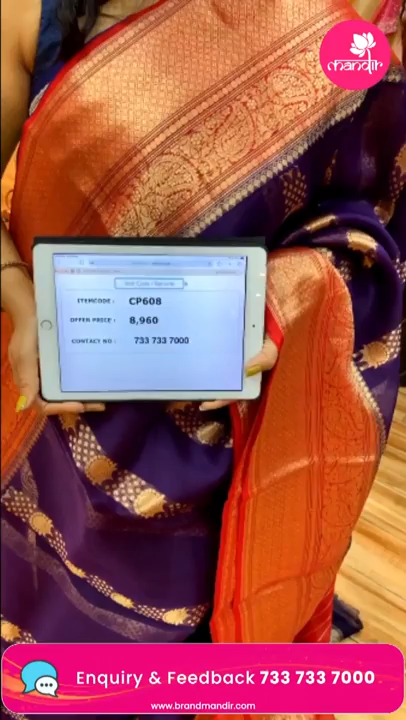 mandir
ITEMCODE : CP608
OFFER PRICE : 8,960
CONTACT NO : 733 733 7000
Enquiry & Feedback 733 733 7000
www.brandmandir.com